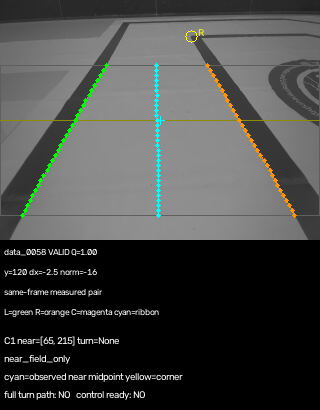 R
data_0058 VALID Q=1.00
y=120 dx=-2.5 norm=-16
same-frame measured pair
L=green R=orange C=magenta cyan=ribbon
C1 near=[65, 215] turn=None
near_field_only
cyan=observed near midpoint yellow=corner
full turn path: NO control ready: NO